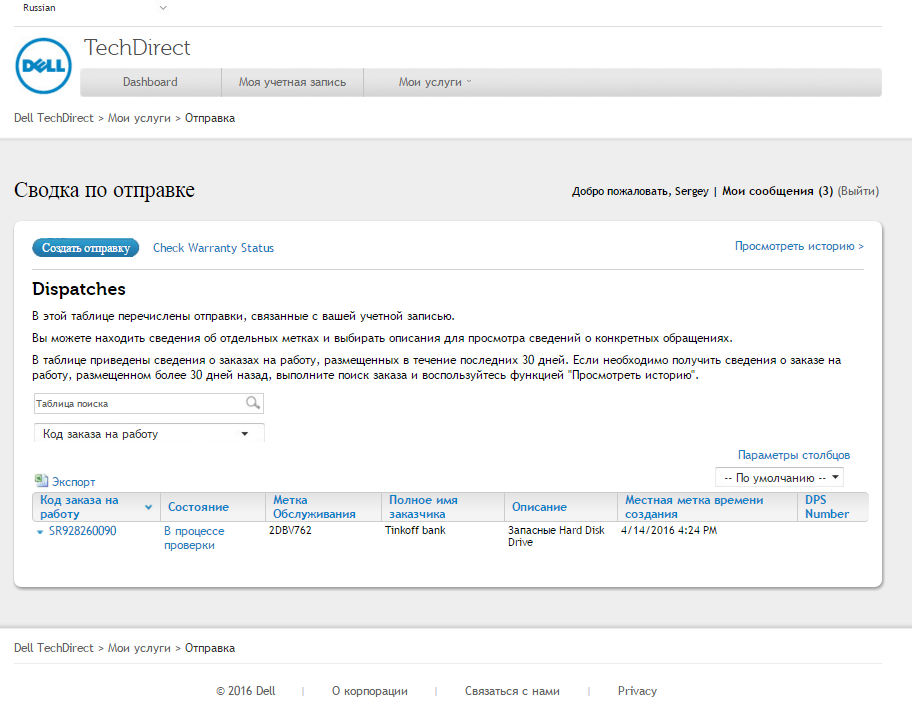 Russian
DELL
TechDirect
Dashboard Моя учетная запись Мои услуги
Dell TechDirect > Мои услуги > Отправка
Сводка по отправке
Добро пожаловать, Sergey | Мои сообщения (3) (Выйти)
Создать отправку Check Warranty Status Просмотреть историю >
Dispatches
В этой таблице перечислены отправки, связанные с вашей учетной записью.
Вы можете находить сведения об отдельных метках и выбирать описания для просмотра сведений о конкретных обращениях.
В таблице приведены сведения о заказах на работу, размещенных в течение последних 30 дней. Если необходимо получить сведения о заказе на
работу, размещенном более 30 дней назад, выполните поиск заказа и воспользуйтесь функцией "Просмотреть историю".
Таблица поиска
Код заказа на работу
Параметры столбцов
-- По умолчанию --
Экспорт
Код заказа на Метка Полное имя Местная метка времени DPS
работу Состояние Обслуживания заказчика Описание создания Number
SR928260090 В процессе 2DBV762 Tinkoff bank Запасные Hard Disk 4/14/2016 4:24 PM
проверки Drive
Dell TechDirect > Мои услуги > Отправка
© 2016 Dell | О корпорации | Связаться с нами | Privacy